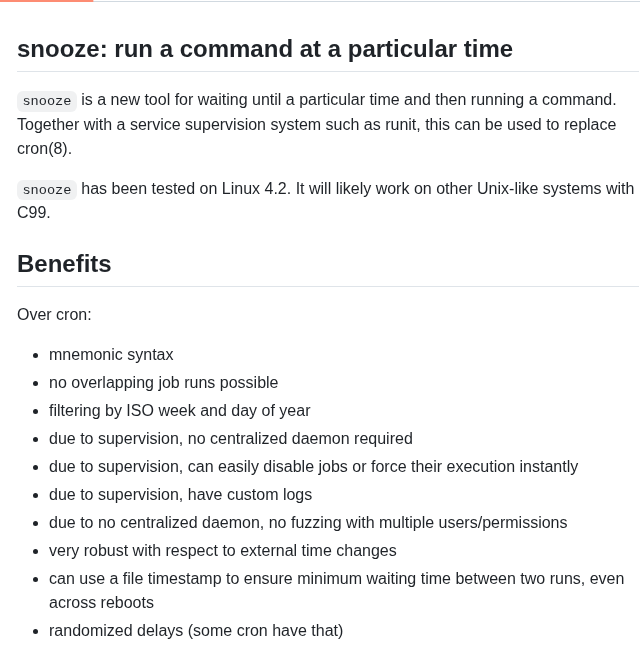 snooze: run a command at a particular time
snooze is a new tool for waiting until a particular time and then running a command.
Together with a service supervision system such as runit, this can be used to replace
cron(8).
snooze has been tested on Linux 4.2. It will likely work on other Unix-like systems with
C99.
Benefits
Over cron:
mnemonic syntax
no overlapping job runs possible
filtering by ISO week and day of year
due to supervision, no centralized daemon required
due to supervision, can easily disable jobs or force their execution instantly
due to supervision, have custom logs
due to no centralized daemon, no fuzzing with multiple users/permissions
very robust with respect to external time changes
can use a file timestamp to ensure minimum waiting time between two runs, even
across reboots
randomized delays (some cron have that)